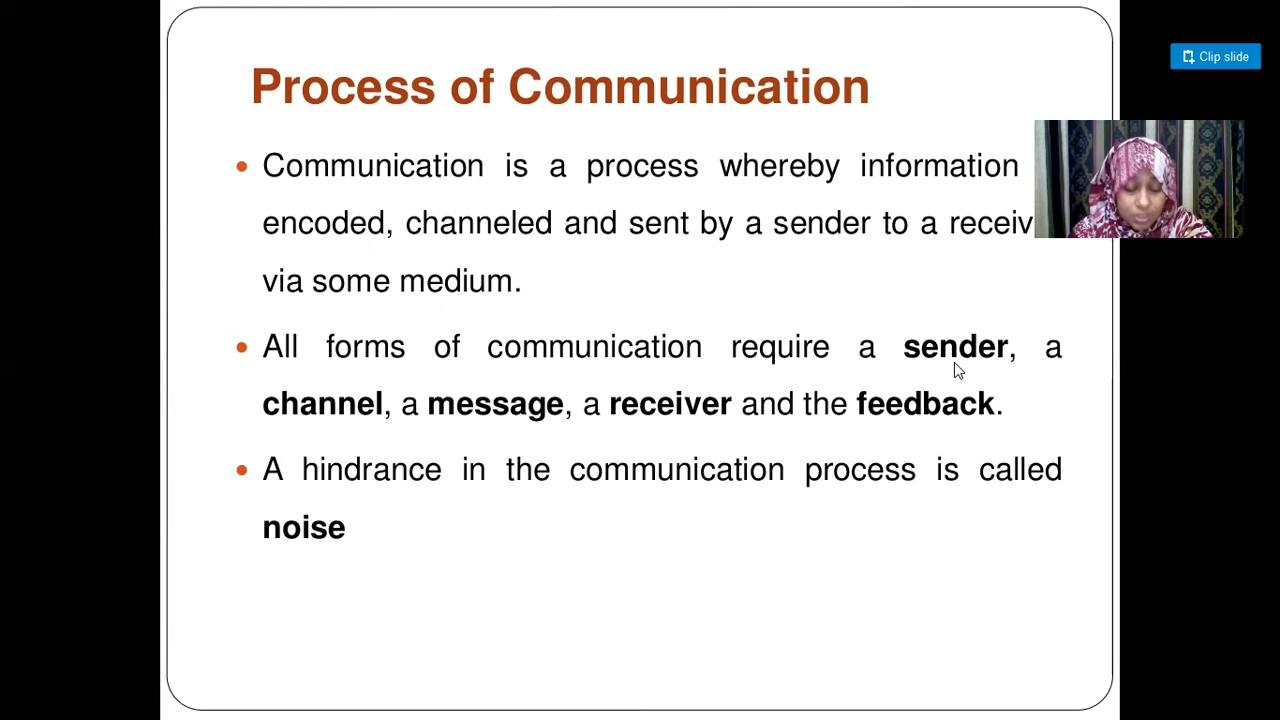 Clip slide
Process of Communication
Communication is a process whereby information
encoded, channeled and sent by a sender to a receiv
via some medium.
All forms of communication require a sender, a
channel, a message, a receiver and the feedback.
A hindrance in the communication process is called
noise